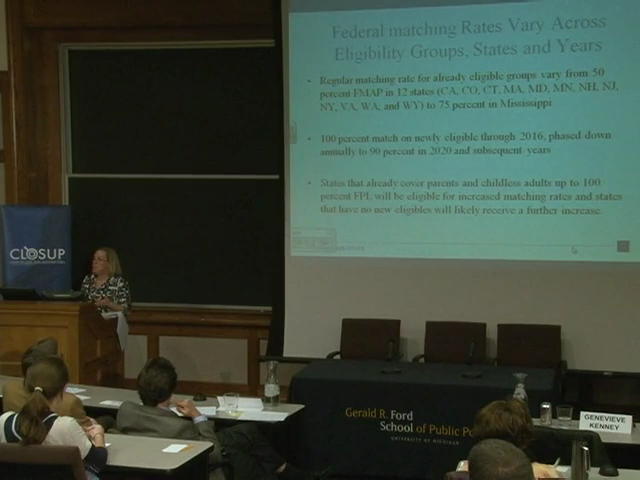 Federal matching Rates Vary Across
Eligibility Groups, States and Years
• Regular matching rate for already eligible groups vary from 50
percent FMAP in 12 states (CA, CO, CT, MA, MD, MN, NH, NJ,
NY, VA, WA, and WY) to 75 percent in Mississippi
• 100 percent match on newly eligible through 2016, phased down
annually to 90 percent in 2020 and subsequent years
• States that already cover parents and childless adults up to 100
percent FPL will be eligible for increased matching rates and states
that have no new eligibles will likely receive a further increase.
CLOSUP
Gerald R. Ford
School of Public Po
UNIVERSITY OF MICHIGAN
GENEVIEVE
KENNEY